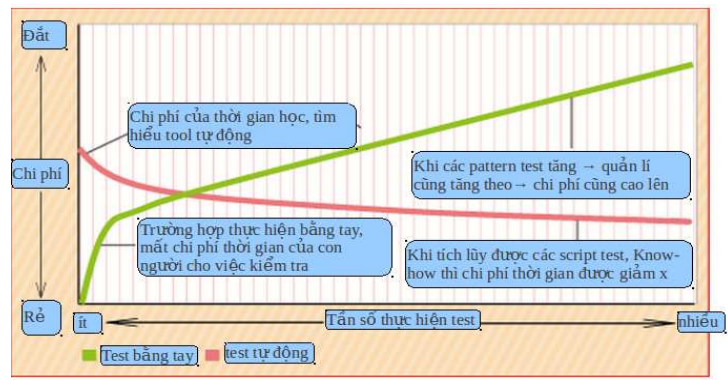 Đắt
Chi phí của thời gian học, tìm
hiểu tool tự động
Khi các pattern test tăng → quản lí
cũng tăng theo→ chi phí cũng cao lên
Chi phí
Trường hợp thực hiện bằng tay,
mất chi phí thời gian của con
người cho việc kiểm tra
Khi tích lũy được các script test, Know-
how thì chi phí thời gian được giảm x
Rẻ
ít
Tần số thực hiện test
nhiều
Test bằng tay
test tự động